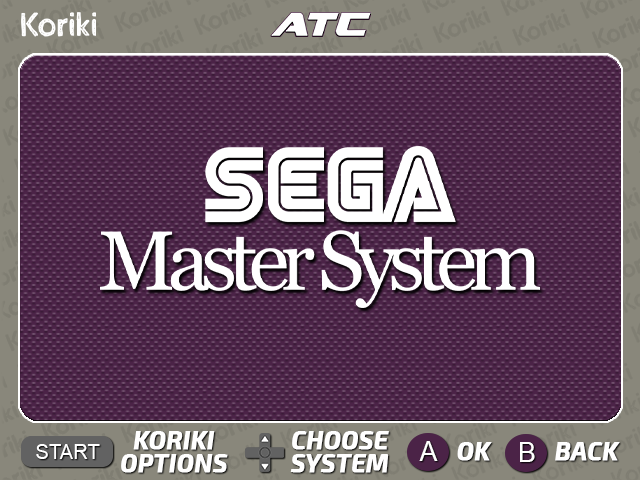 Koriki
ATC
SEGA
Master System
START
KORIKI
OPTIONS
CHOOSE
SYSTEM
A
OK
B
BACK